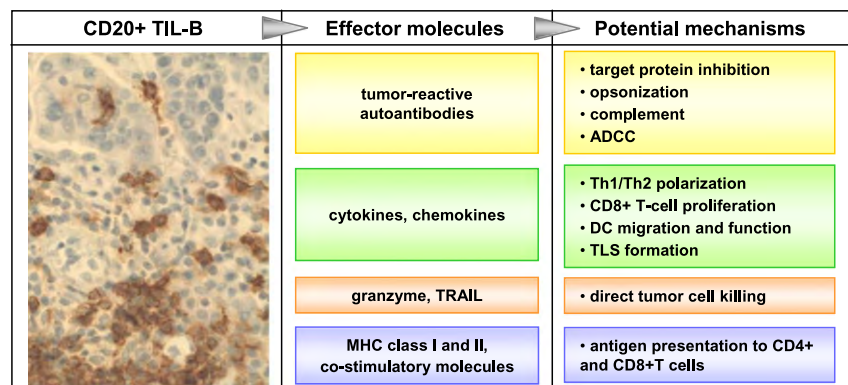 CD20+ TIL-B
Effector molecules
Potential mechanisms
tumor-reactive
autoantibodies
• target protein inhibition
• opsonization
• complement
• ADCC
cytokines, chemokines
• Th1/Th2 polarization
• CD8+ T-cell proliferation
• DC migration and function
• TLS formation
granzyme, TRAIL
• direct tumor cell killing
MHC class I and II,
co-stimulatory molecules
• antigen presentation to CD4+
and CD8+T cells